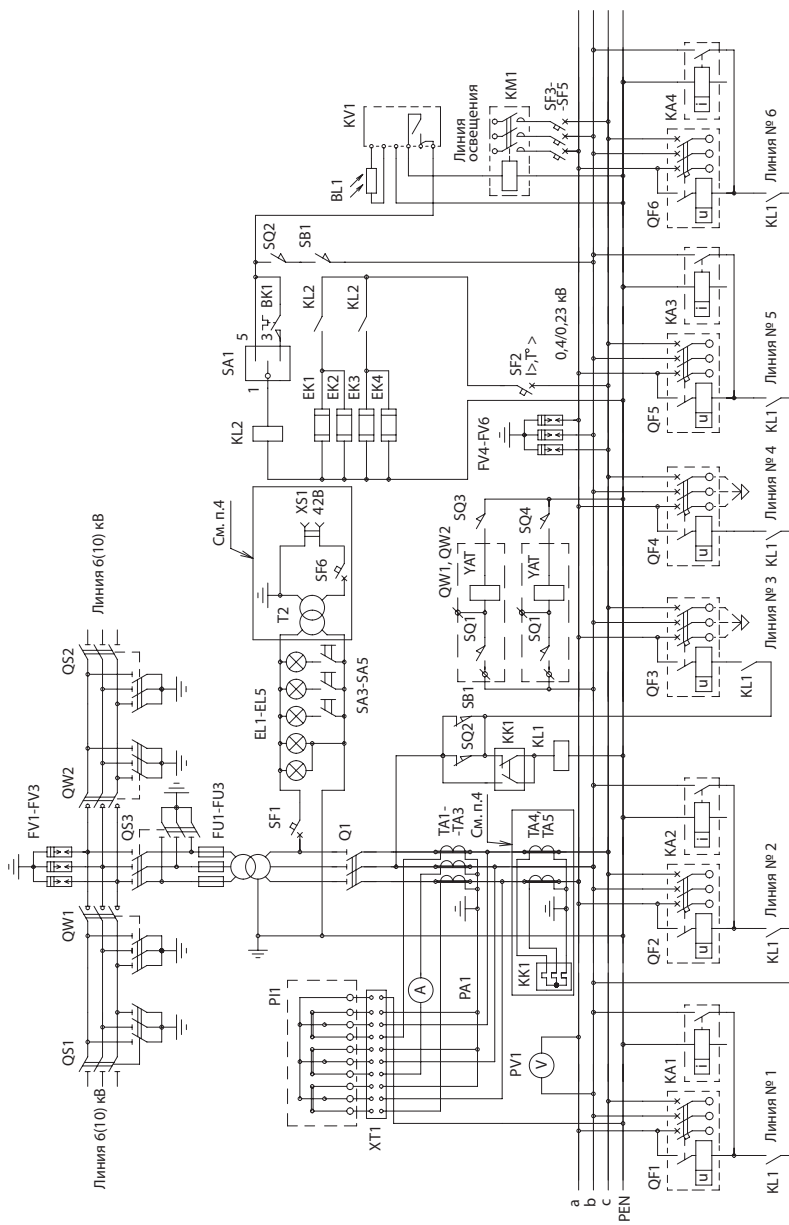 Линия 6(10) кВ
QS1
QW1
FV1-FV3
QS3
FU1-FU3
QW2
QS2
Линия 6(10) кВ
PI1
XT1
A
PA1
Q1
SF1
EL1-EL5
SA3-SA5
T2
SF6
XS1
42В
См. п.4
KL2
SA1
1
3
5
BK1
SQ2
SB1
EK1
EK2
EK3
EK4
KL2
KL2
SF2
I>,T°>
BL1
KV1
Линия
освещения
KM1
SF3-
-SF5
PV1
V
TA1-
-TA3
См. п.4
TA4,
TA5
KK1
SQ2
SB1
KK1
KL1
QW1, QW2
SQ1
YAT
SQ3
SQ1
YAT
SQ4
FV4-FV6
0,4/0,23 кВ
a
b
c
PEN
QF1
u
KA1
i
KL1
Линия № 1
QF2
u
KA2
i
KL1
Линия № 2
QF3
u
KL1
Линия № 3
QF4
u
KL1
Линия № 4
QF5
u
KA3
i
KL1
Линия № 5
QF6
u
KA4
i
KL1
Линия № 6